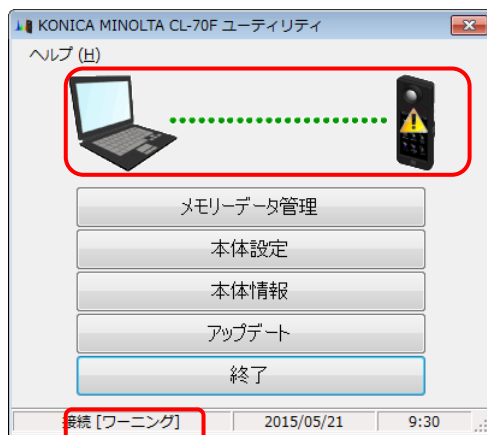 KONICA MINOLTA CL-70F ユーティリティ
ヘルプ (H)
メモリーデータ管理
本体設定
本体情報
アップデート
終了
接続 [ワーニング] 2015/05/21 9:30